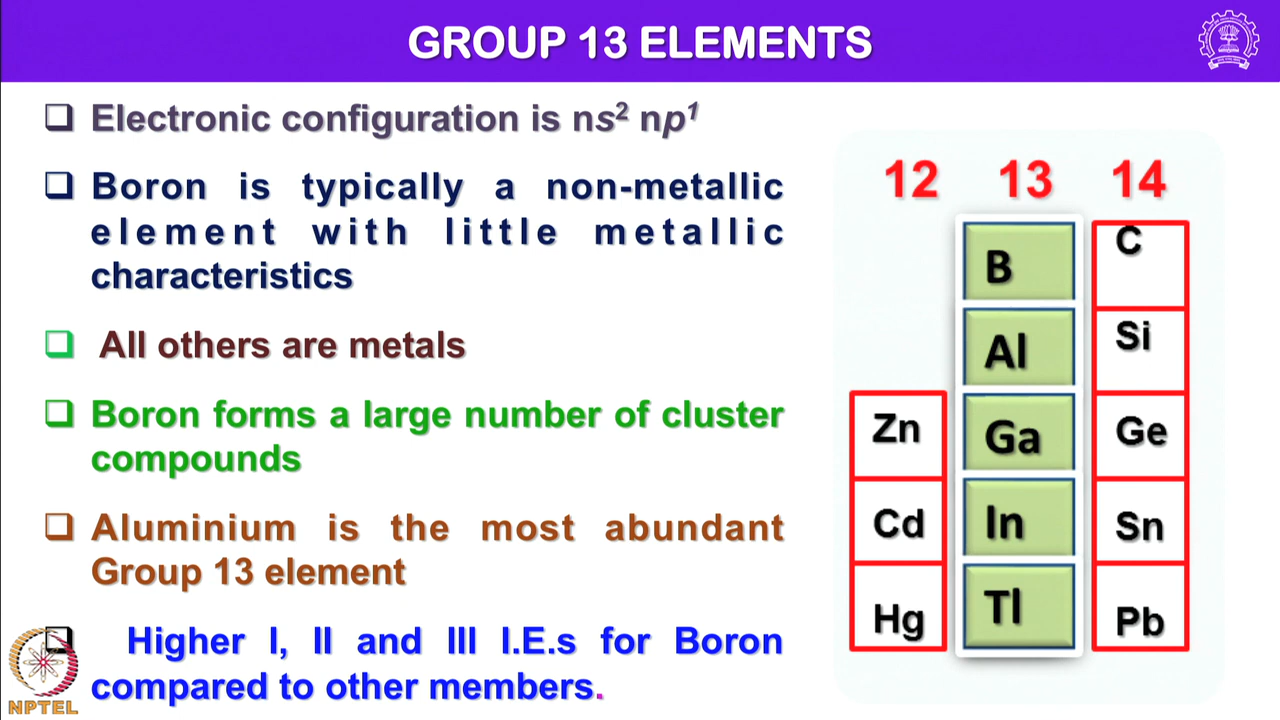 GROUP 13 ELEMENTS
❑ Electronic configuration is ns² np¹
❑ Boron is typically a non-metallic
element with little metallic
characteristics
❑ All others are metals
❑ Boron forms a large number of cluster
compounds
❑ Aluminium is the most abundant
Group 13 element
❑ Higher I, II and III I.E.s for Boron
compared to other members.
12 13 14
B C
Al Si
Zn Ga Ge
Cd In Sn
Hg Tl Pb
NPTEL